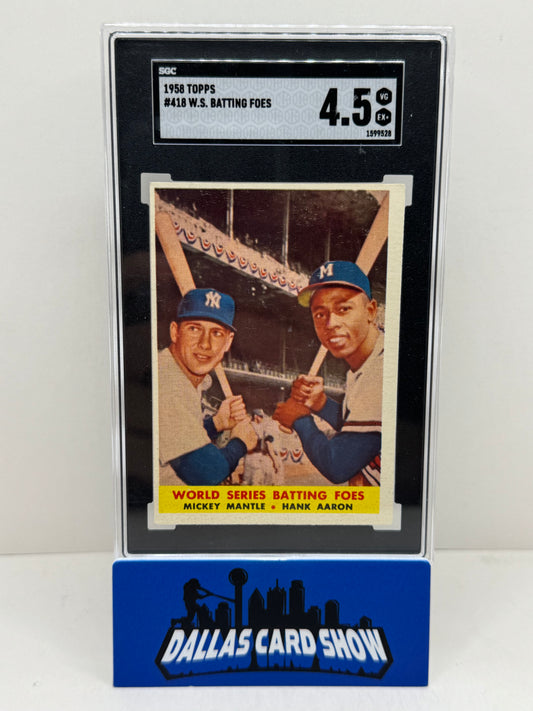 SGC
1958 TOPPS
#418 W.S. BATTING FOES
4.5
VG
EX+
1599528
NY
M
WORLD SERIES BATTING FOES
MICKEY MANTLE • HANK AARON
DALLAS CARD SHOW